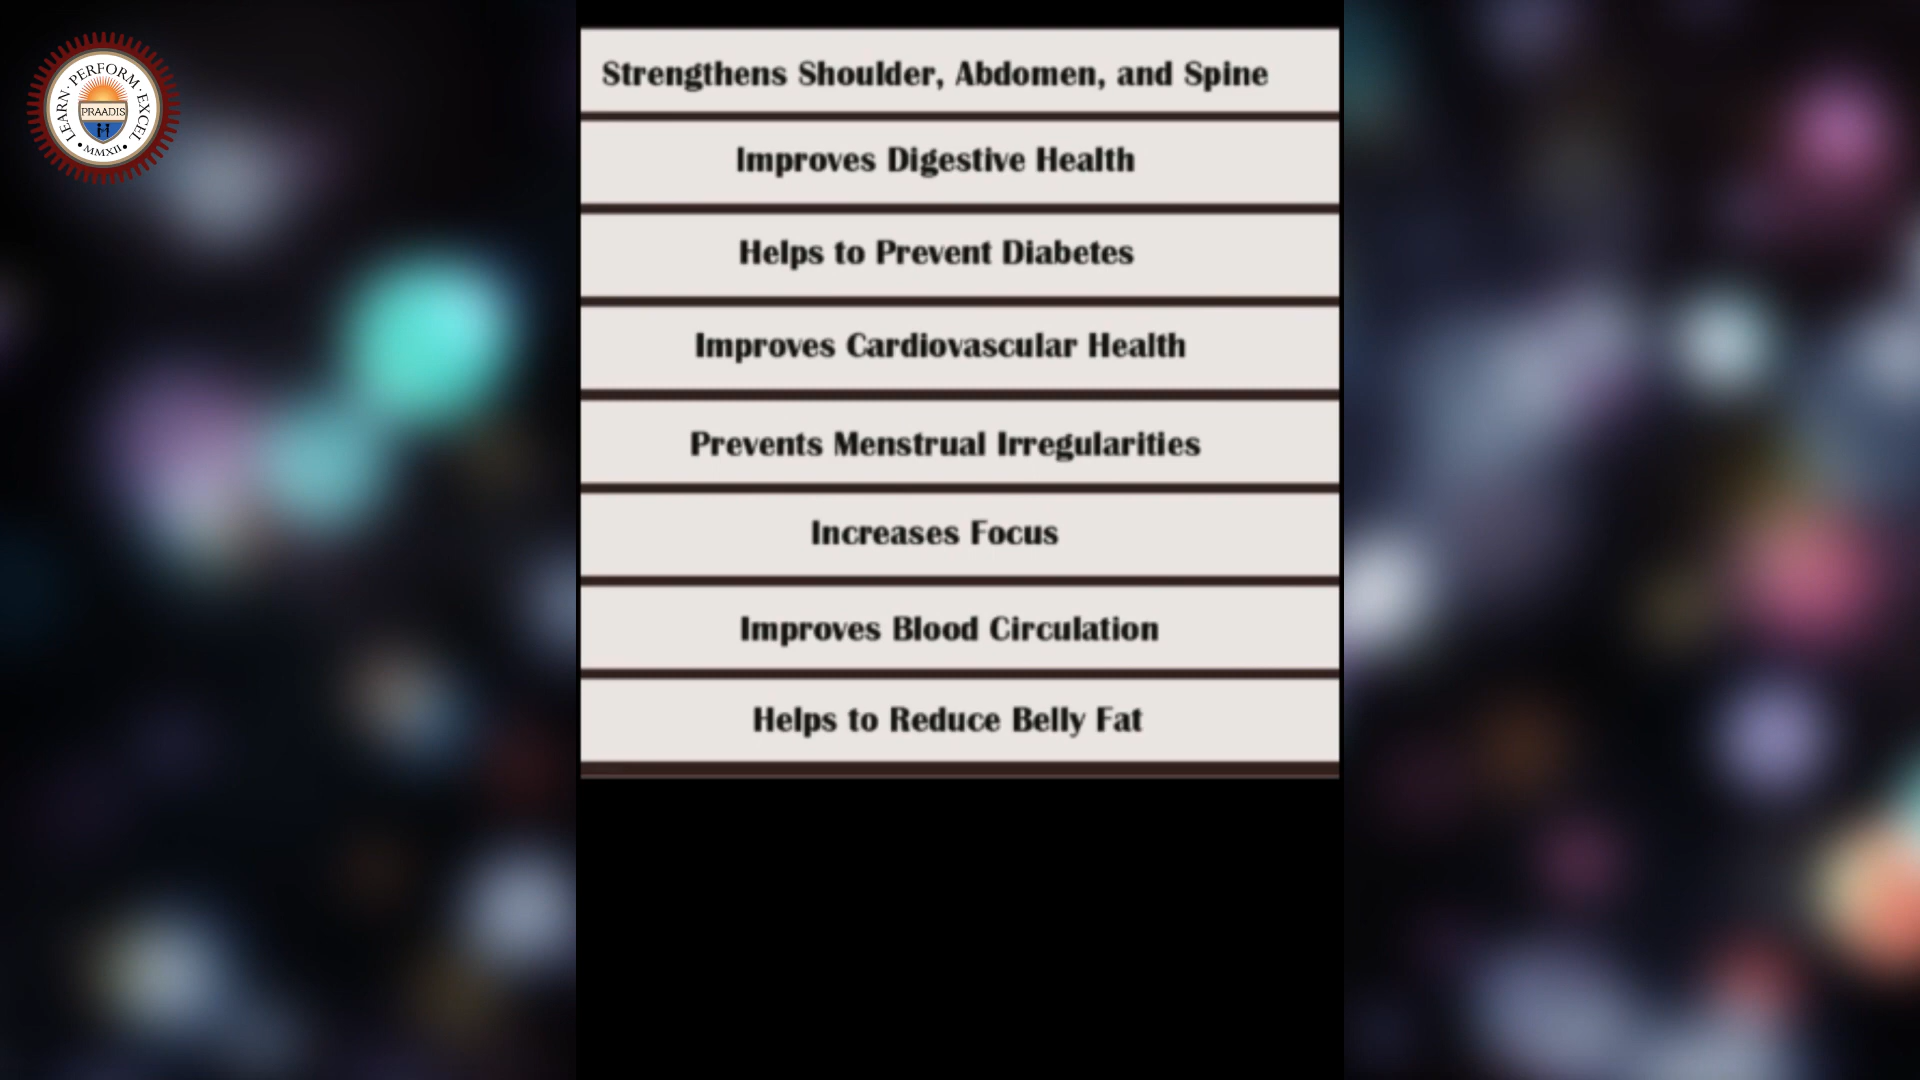 LEARN · PERFORM · EXCEL
PRAADIS
• MMXII •
Strengthens Shoulder, Abdomen, and Spine
Improves Digestive Health
Helps to Prevent Diabetes
Improves Cardiovascular Health
Prevents Menstrual Irregularities
Increases Focus
Improves Blood Circulation
Helps to Reduce Belly Fat